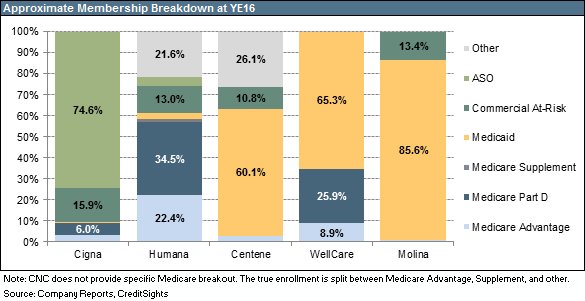 Approximate Membership Breakdown at YE16
100%
90%
80%
70%
60%
50%
40%
30%
20%
10%
0%
74.6%
15.9%
6.0%
21.6%
13.0%
34.5%
22.4%
26.1%
10.8%
60.1%
65.3%
25.9%
8.9%
13.4%
85.6%
Cigna
Humana
Centene
WellCare
Molina
Other
ASO
Commercial At-Risk
Medicaid
Medicare Supplement
Medicare Part D
Medicare Advantage
Note: CNC does not provide specific Medicare breakout. The true enrollment is split between Medicare Advantage, Supplement, and other.
Source: Company Reports, CreditSights